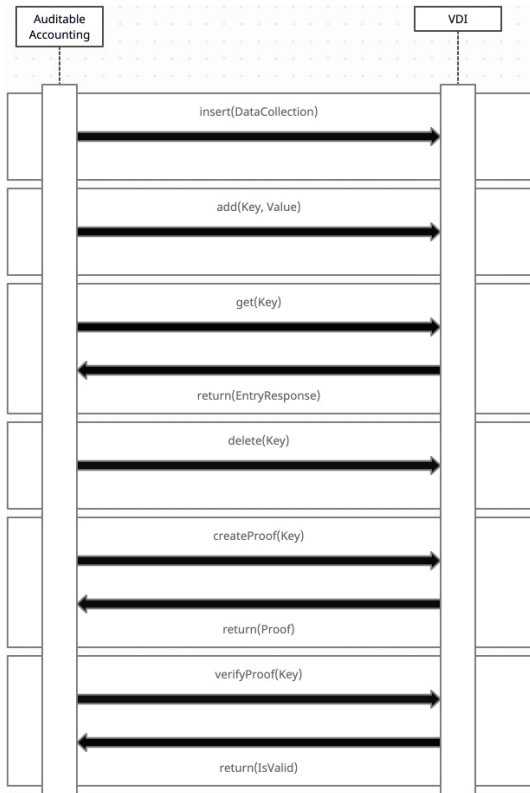 Auditable
Accounting
VDI
insert(DataCollection)
add(Key, Value)
get(Key)
return(EntryResponse)
delete(Key)
createProof(Key)
return(Proof)
verifyProof(Key)
return(IsValid)